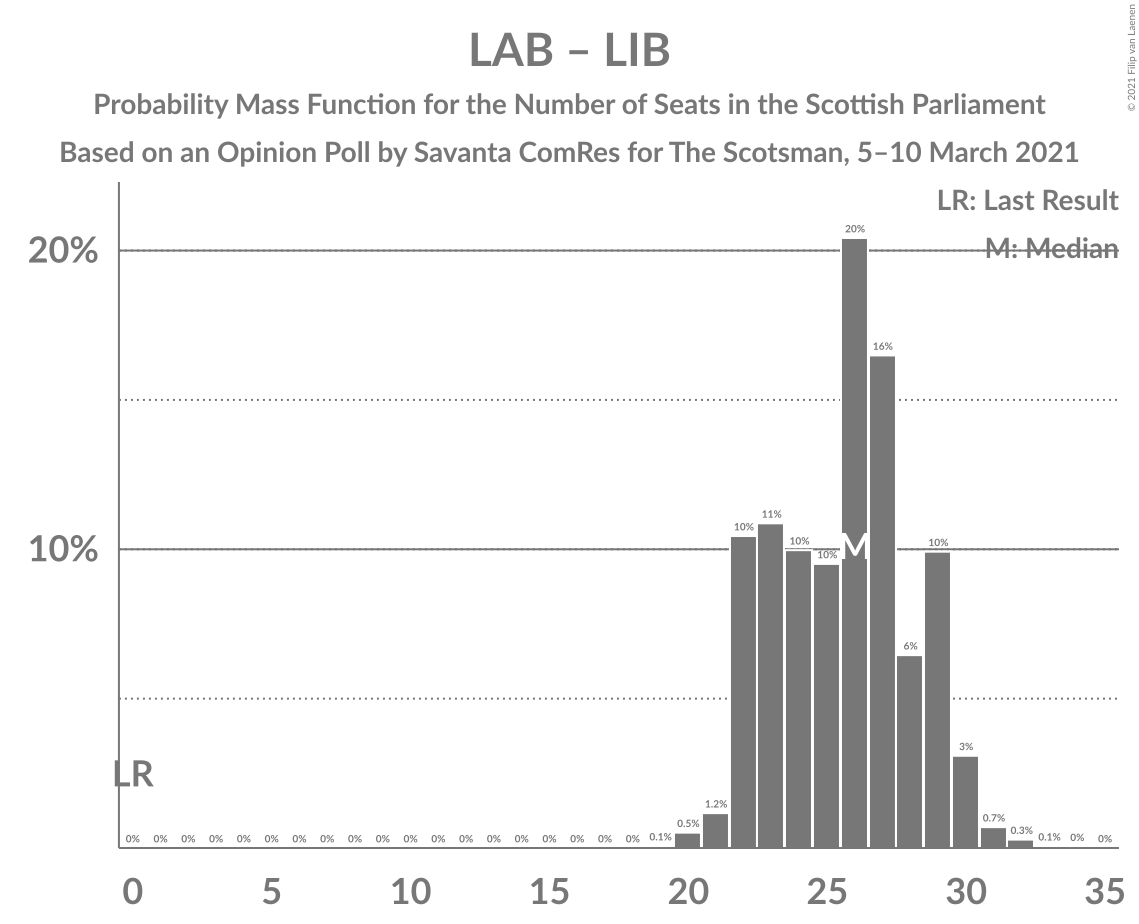 LAB – LIB
Probability Mass Function for the Number of Seats in the Scottish Parliament
Based on an Opinion Poll by Savanta ComRes for The Scotsman, 5–10 March 2021
© 2021 Filip van Laenen
LR: Last Result
M: Median
20%
10%
20%
16%
10%
11%
10%
10%
M
6%
10%
3%
LR
0% 0% 0% 0% 0% 0% 0% 0% 0% 0% 0% 0% 0% 0% 0% 0% 0% 0% 0% 0.1% 0.5% 1.2% 0.7% 0.3% 0.1% 0% 0%
0 5 10 15 20 25 30 35